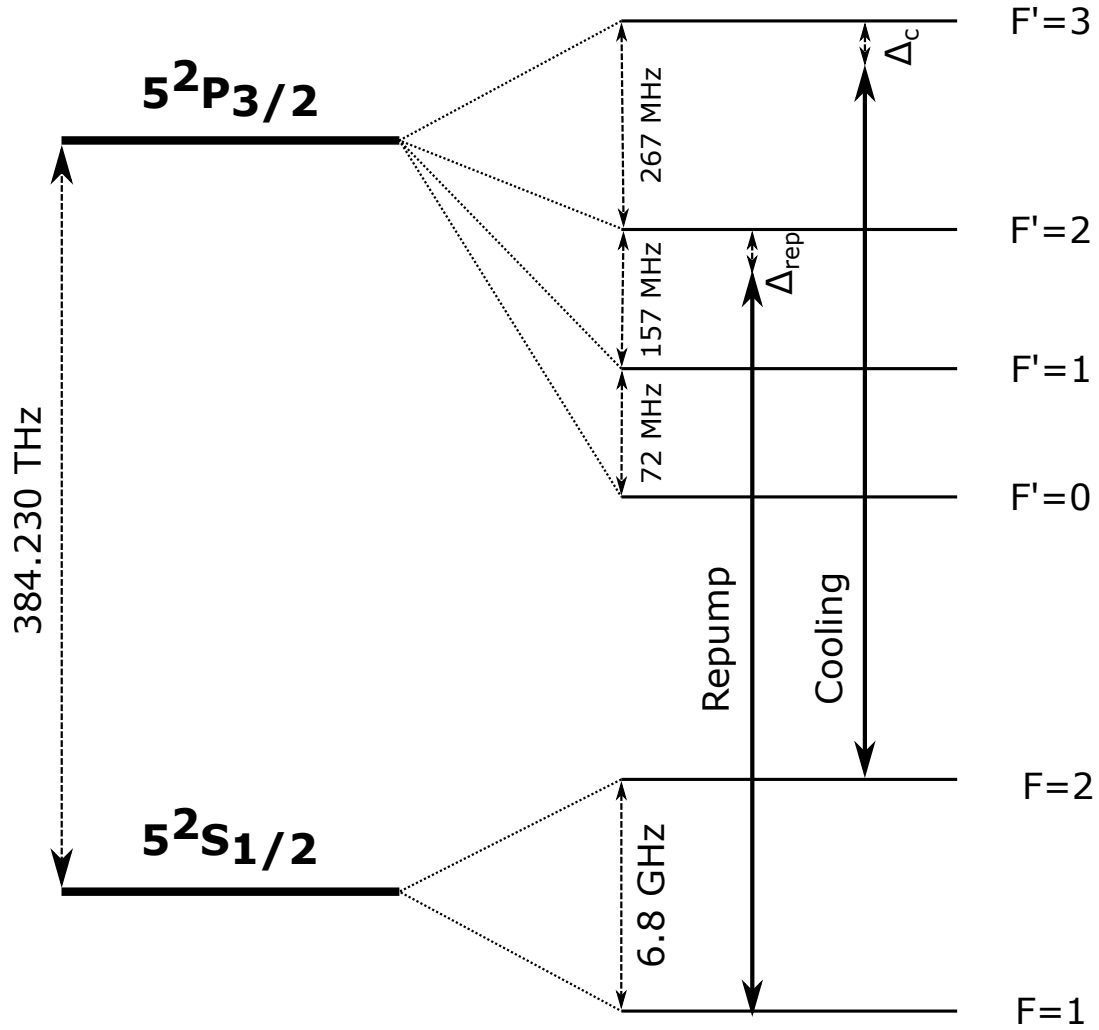 F'=3
Δc
5²P3/2
267 MHz
F'=2
Δrep
157 MHz
F'=1
72 MHz
F'=0
384.230 THz
Repump
Cooling
F=2
5²S1/2
6.8 GHz
F=1